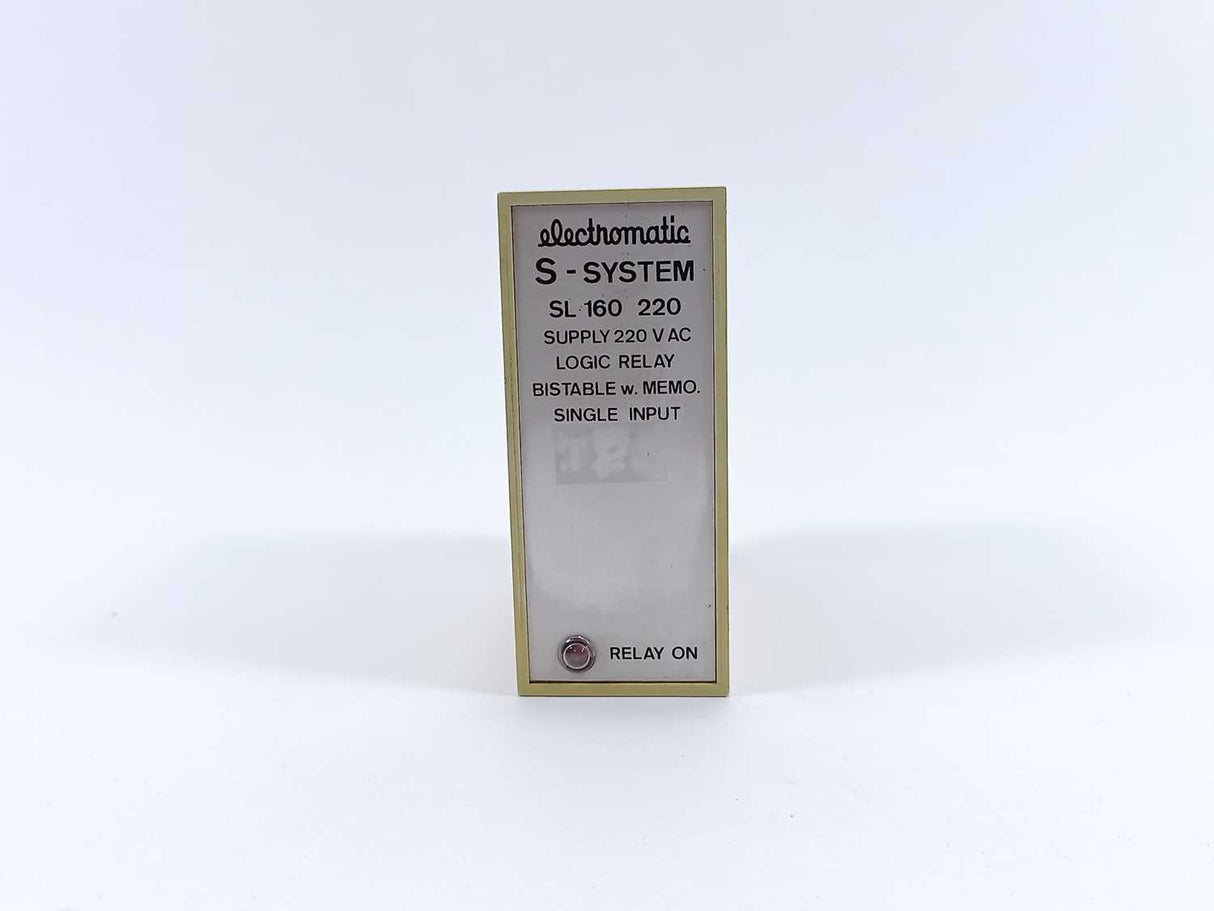 electromatic
S - SYSTEM
SL 160 220
SUPPLY 220 V AC
LOGIC RELAY
BISTABLE w. MEMO.
SINGLE INPUT
RELAY ON